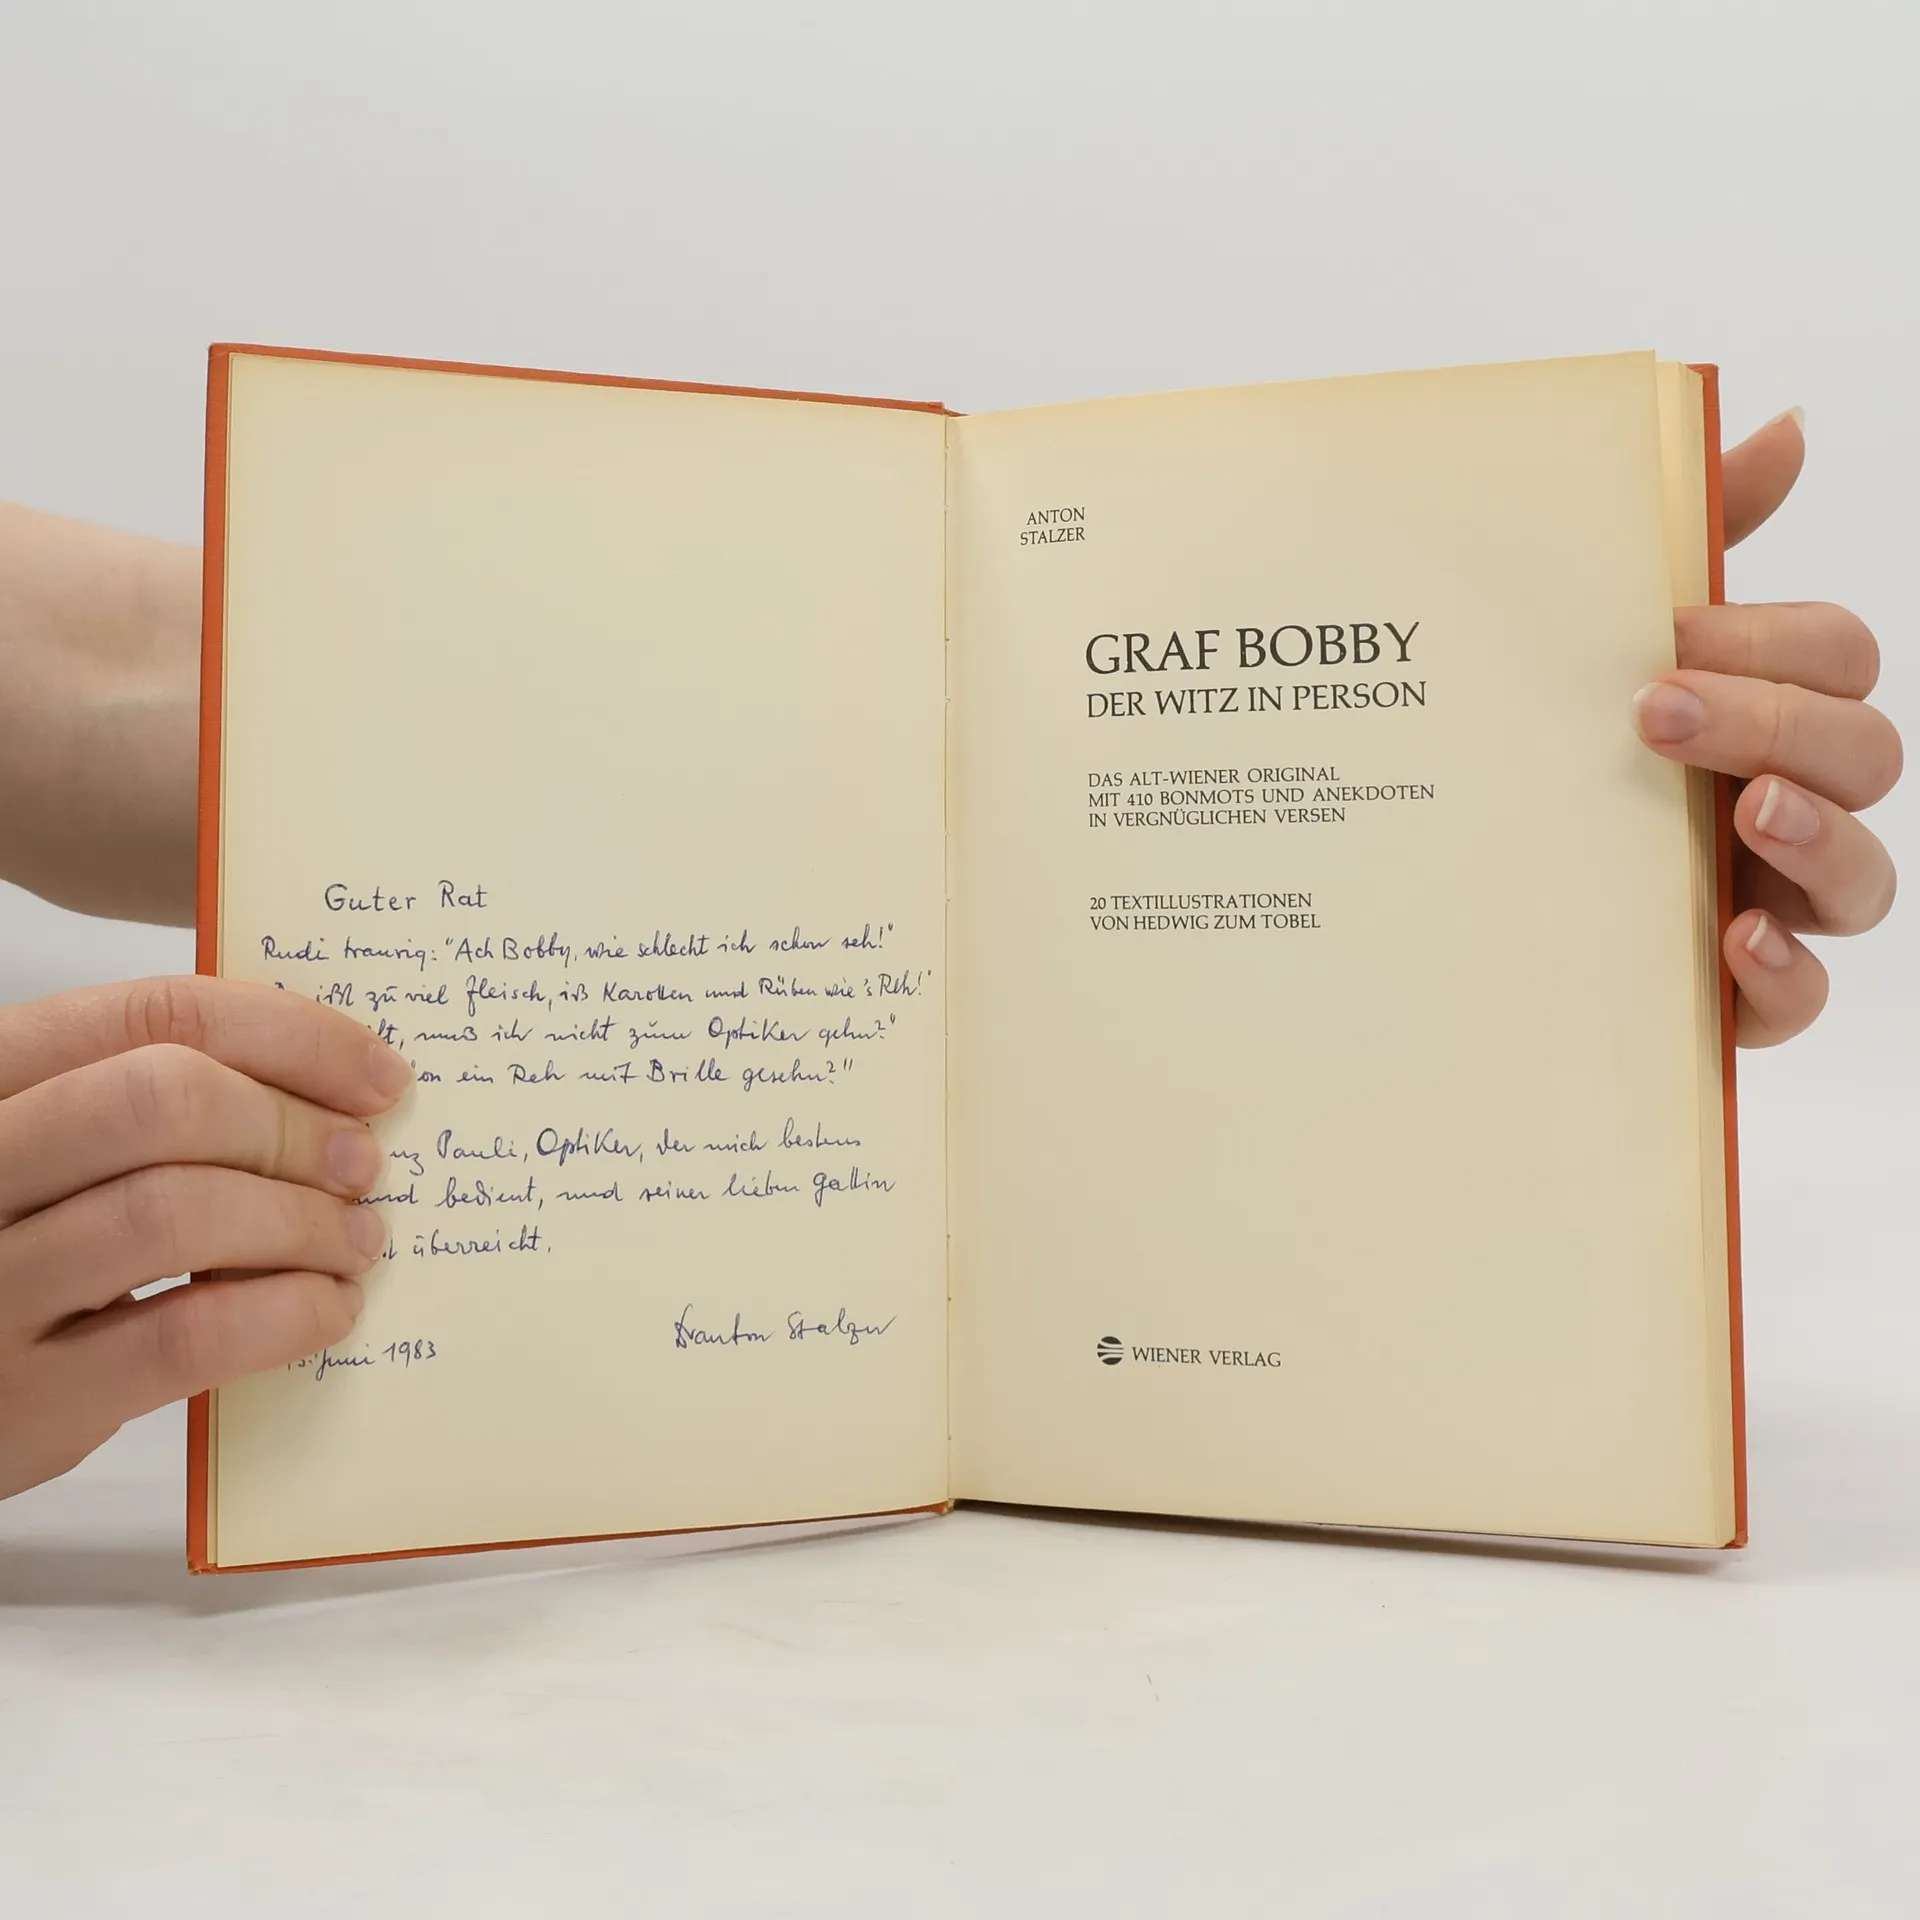 Guter Rat
Rudi traurig: "Ach Bobby, wie schlecht ich schon seh!"
ißt zu viel Fleisch, iß Karotten und Rüben wie's Reh!"
muß ich nicht zum Optiker gehn?"
ein Reh mit Brille gesehn?"
Pauli, Optiker, der mich bestens
und bedient, und seiner lieben Gattin
überreicht.
Stalzer
Juni 1983
ANTON
STALZER
GRAF BOBBY
DER WITZ IN PERSON
DAS ALT-WIENER ORIGINAL
MIT 410 BONMOTS UND ANEKDOTEN
IN VERGNÜGLICHEN VERSEN
20 TEXTILLUSTRATIONEN
VON HEDWIG ZUM TOBEL
WIENER VERLAG